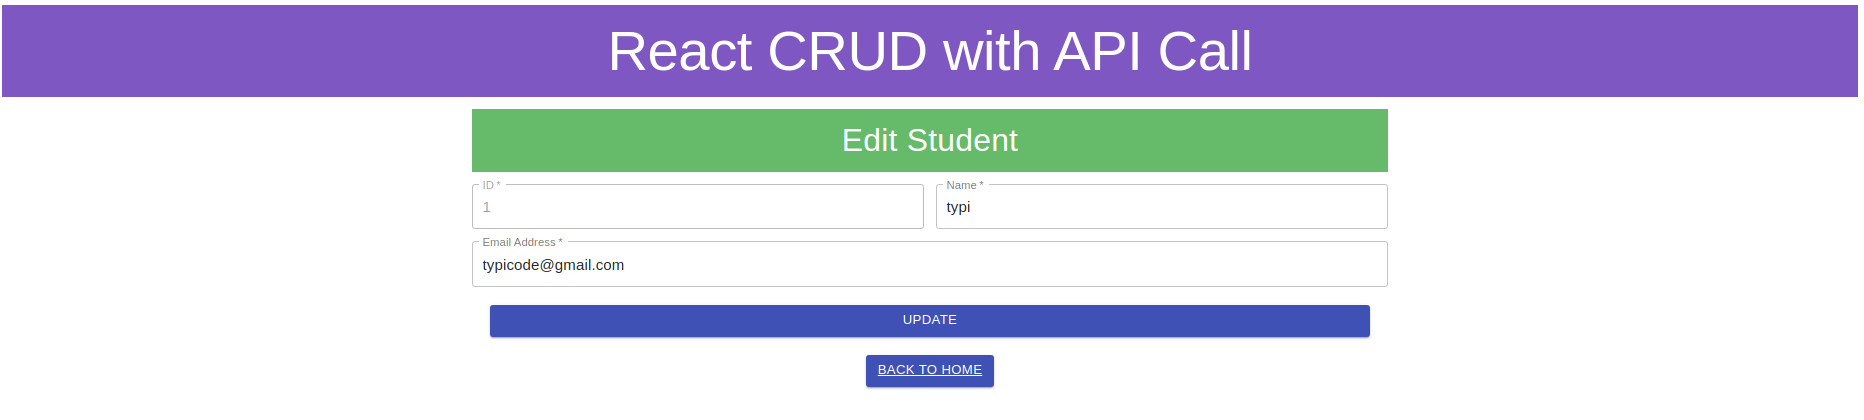 React CRUD with API Call
Edit Student
ID *
1
Name *
typi
Email Address *
typicode@gmail.com
UPDATE
BACK TO HOME